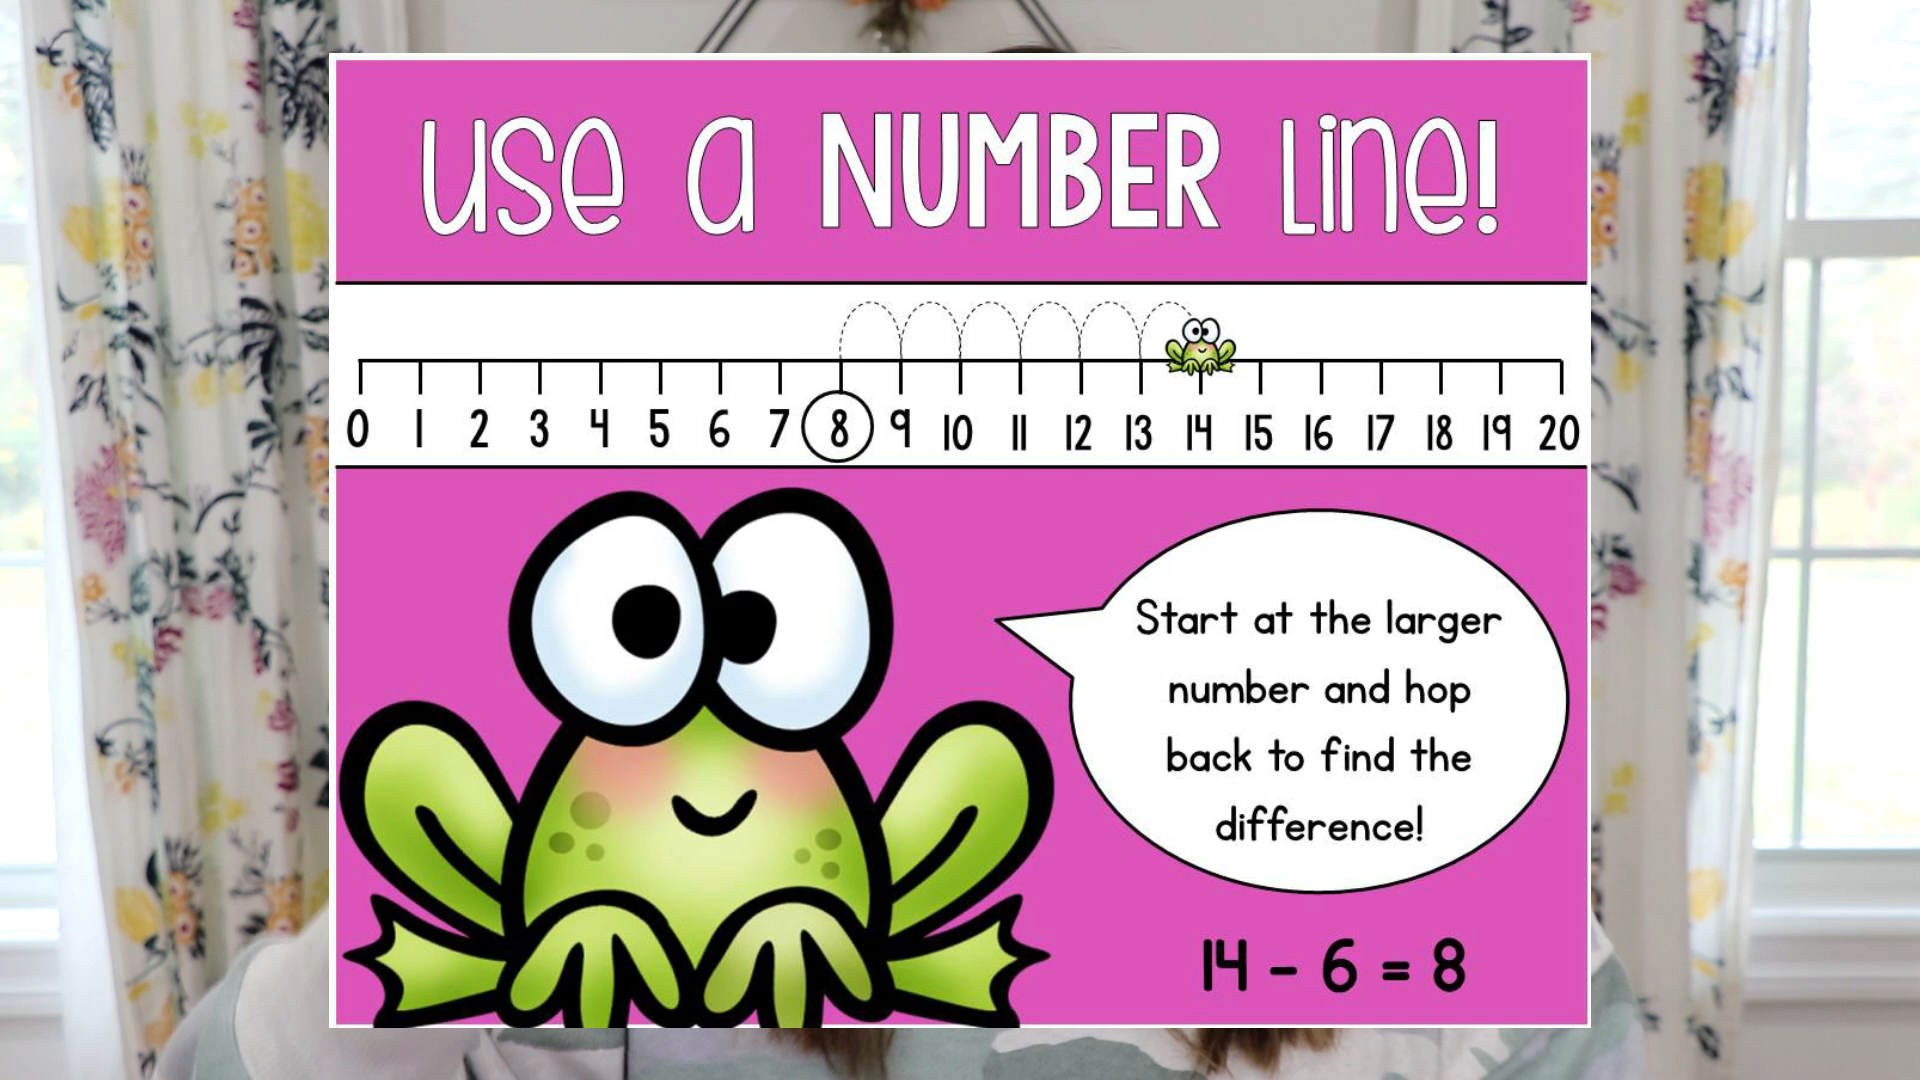 use a NUMBER Line!
0 1 2 3 4 5 6 7 8 9 10 11 12 13 14 15 16 17 18 19 20
Start at the larger
number and hop
back to find the
difference!
14 - 6 = 8